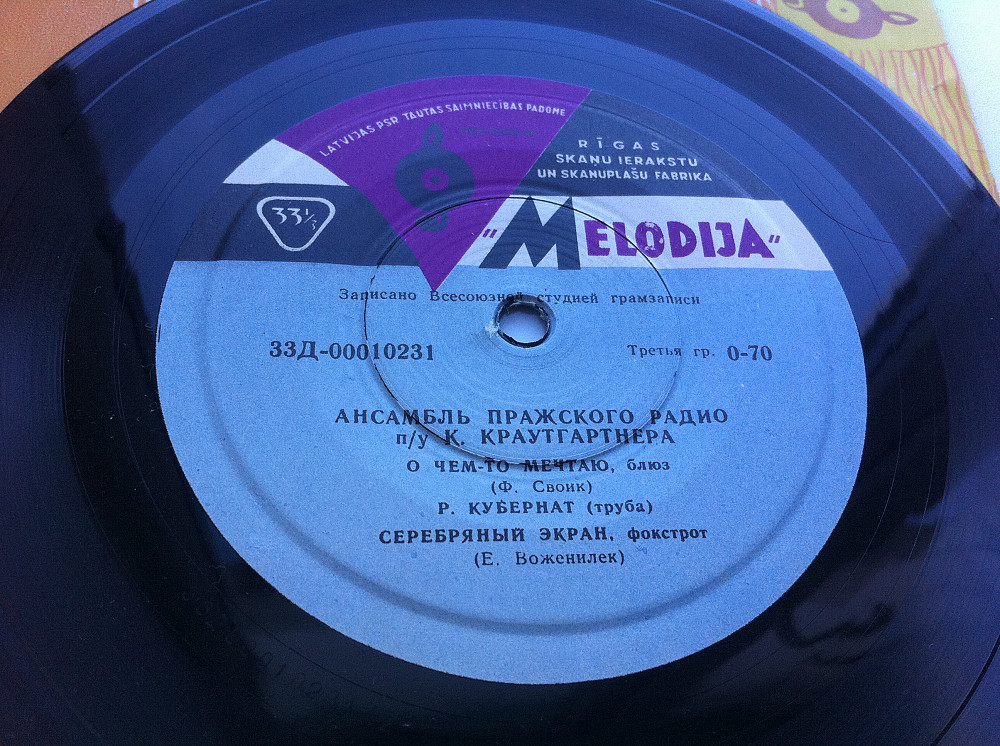 LATVIJAS PSR TAUTAS SAIMNIECĪBAS PADOME
RĪGAS
SKAŅU IERAKSTU
UN SKAŅUPLAŠU FABRIKA
33⅓
"MELODIJA"
Записано Всесоюзной студией грамзаписи
33Д-00010231
Третья гр. 0-70
АНСАМБЛЬ ПРАЖСКОГО РАДИО
п/у К. КРАУТГАРТНЕРА
О ЧЕМ-ТО МЕЧТАЮ, блюз
(Ф. Своик)
Р. КУБЕРНАТ (труба)
СЕРЕБРЯНЫЙ ЭКРАН, фокстрот
(Е. Воженилек)